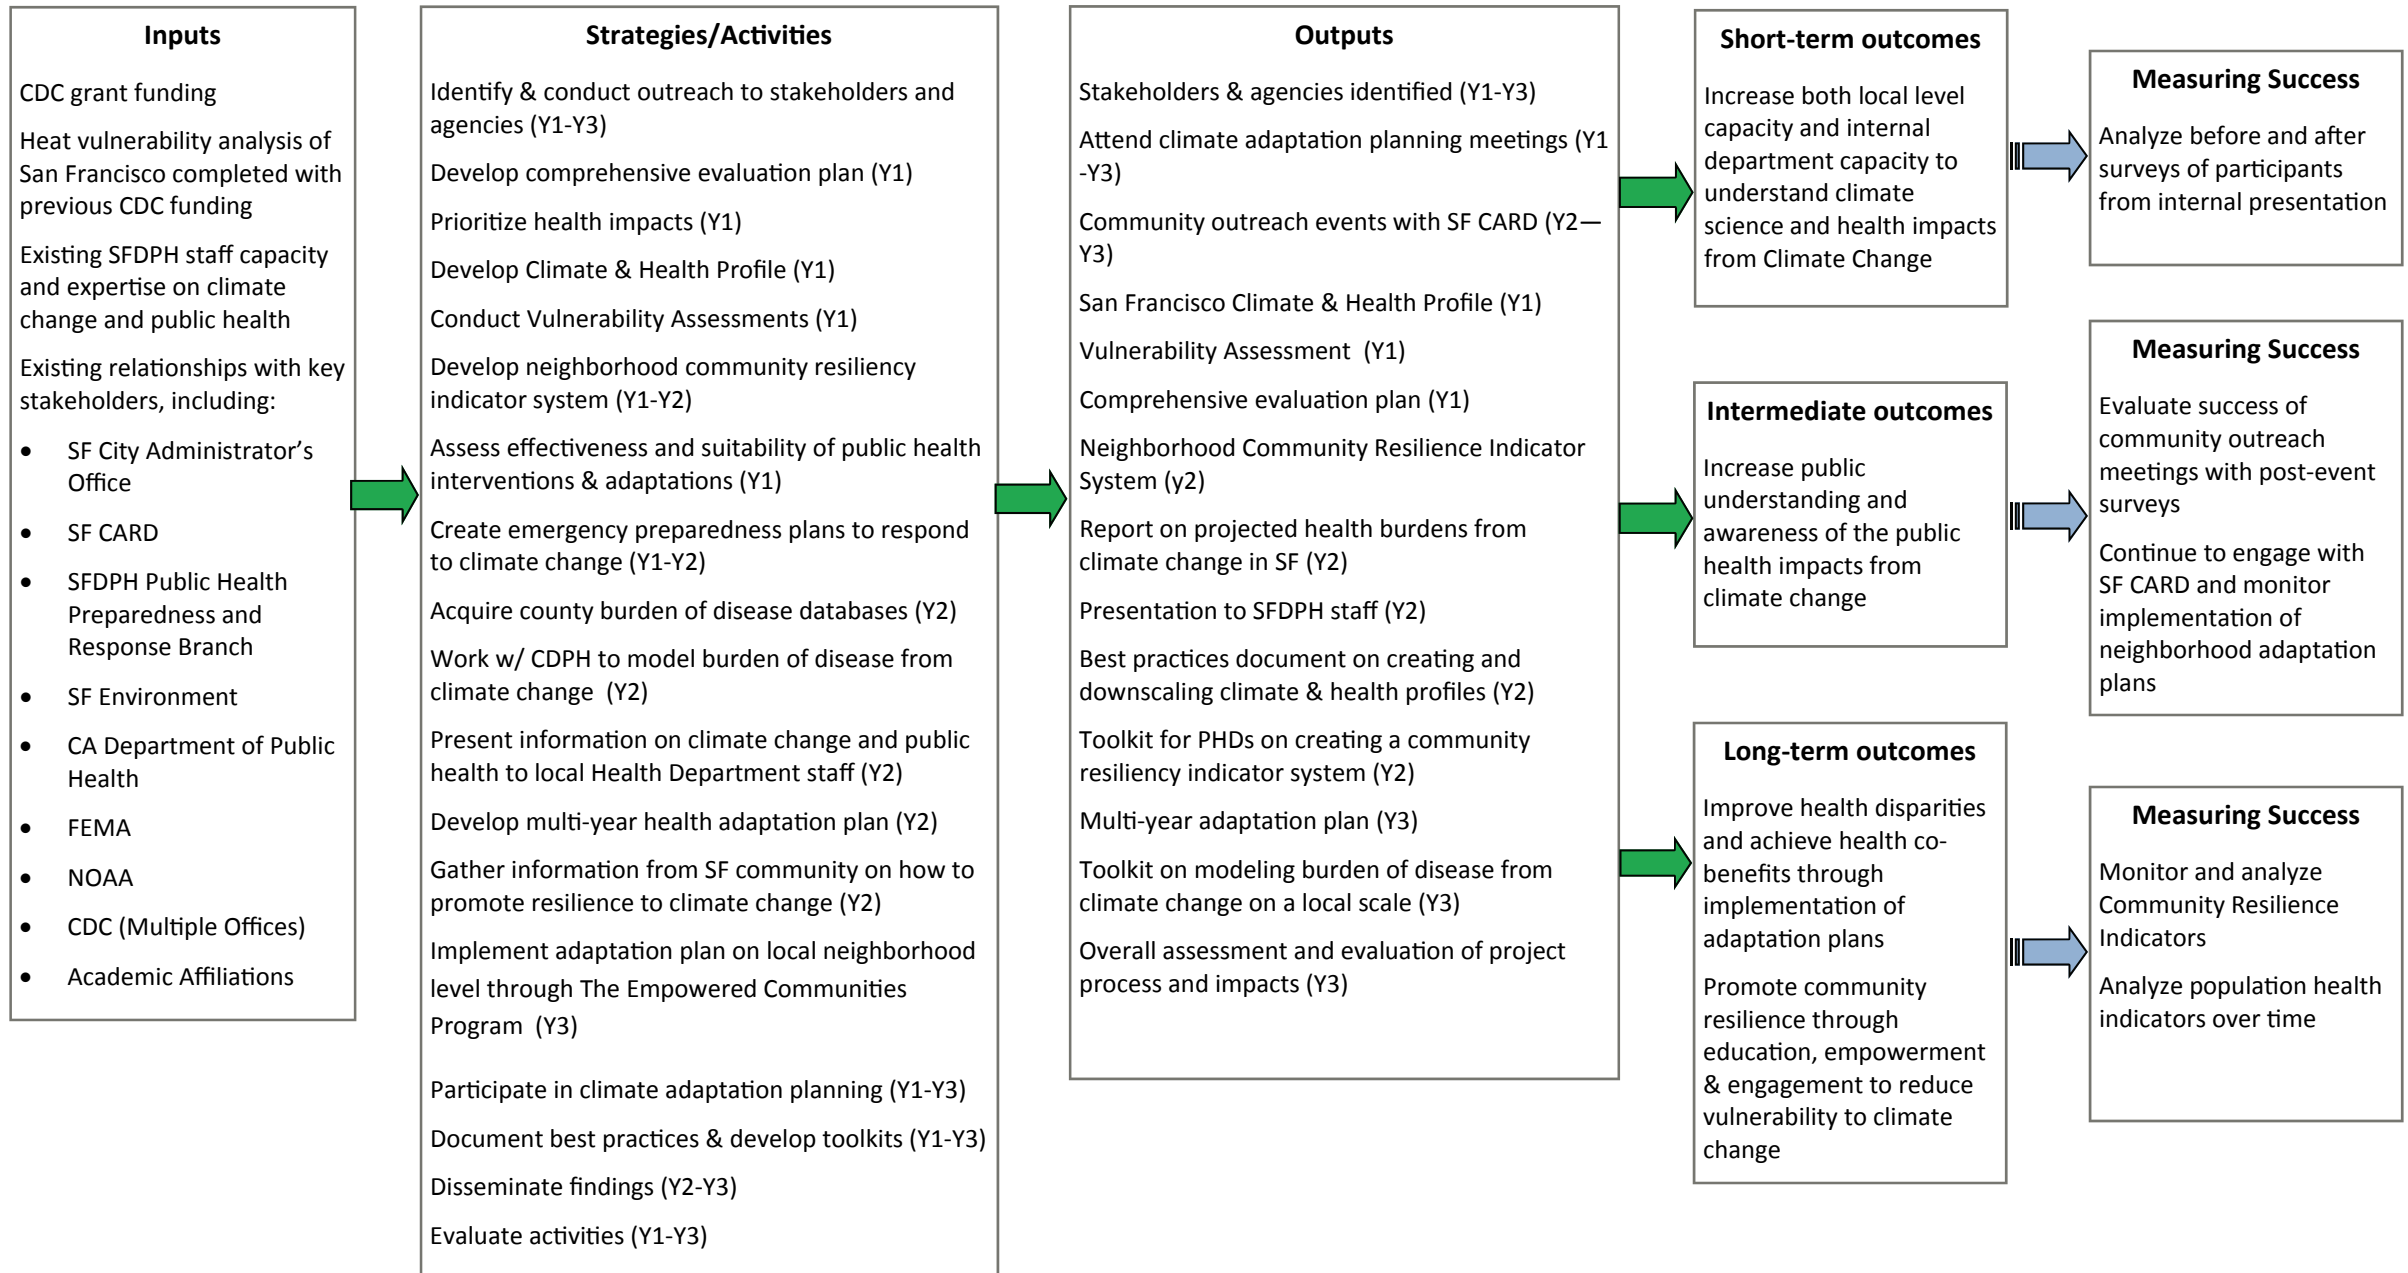 Inputs
CDC grant funding
Heat vulnerability analysis of
San Francisco completed with
previous CDC funding
Existing SFDPH staff capacity
and expertise on climate
change and public health
Existing relationships with key
stakeholders, including:
• SF City Administrator's
Office
• SF CARD
• SFDPH Public Health
Preparedness and
Response Branch
• SF Environment
• CA Department of Public
Health
• FEMA
• NOAA
• CDC (Multiple Offices)
• Academic Affiliations
Strategies/Activities
Identify & conduct outreach to stakeholders and
agencies (Y1-Y3)
Develop comprehensive evaluation plan (Y1)
Prioritize health impacts (Y1)
Develop Climate & Health Profile (Y1)
Conduct Vulnerability Assessments (Y1)
Develop neighborhood community resiliency
indicator system (Y1-Y2)
Assess effectiveness and suitability of public health
interventions & adaptations (Y1)
Create emergency preparedness plans to respond
to climate change (Y1-Y2)
Acquire county burden of disease databases (Y2)
Work w/ CDPH to model burden of disease from
climate change (Y2)
Present information on climate change and public
health to local Health Department staff (Y2)
Develop multi-year health adaptation plan (Y2)
Gather information from SF community on how to
promote resilience to climate change (Y2)
Implement adaptation plan on local neighborhood
level through The Empowered Communities
Program (Y3)
Participate in climate adaptation planning (Y1-Y3)
Document best practices & develop toolkits (Y1-Y3)
Disseminate findings (Y2-Y3)
Evaluate activities (Y1-Y3)
Outputs
Stakeholders & agencies identified (Y1-Y3)
Attend climate adaptation planning meetings (Y1
-Y3)
Community outreach events with SF CARD (Y2—
Y3)
San Francisco Climate & Health Profile (Y1)
Vulnerability Assessment (Y1)
Comprehensive evaluation plan (Y1)
Neighborhood Community Resilience Indicator
System (y2)
Report on projected health burdens from
climate change in SF (Y2)
Presentation to SFDPH staff (Y2)
Best practices document on creating and
downscaling climate & health profiles (Y2)
Toolkit for PHDs on creating a community
resiliency indicator system (Y2)
Multi-year adaptation plan (Y3)
Toolkit on modeling burden of disease from
climate change on a local scale (Y3)
Overall assessment and evaluation of project
process and impacts (Y3)
Short-term outcomes
Increase both local level
capacity and internal
department capacity to
understand climate
science and health impacts
from Climate Change
Measuring Success
Analyze before and after
surveys of participants
from internal presentation
Intermediate outcomes
Increase public
understanding and
awareness of the public
health impacts from
climate change
Measuring Success
Evaluate success of
community outreach
meetings with post-event
surveys
Continue to engage with
SF CARD and monitor
implementation of
neighborhood adaptation
plans
Long-term outcomes
Improve health disparities
and achieve health co-
benefits through
implementation of
adaptation plans
Promote community
resilience through
education, empowerment
& engagement to reduce
vulnerability to climate
change
Measuring Success
Monitor and analyze
Community Resilience
Indicators
Analyze population health
indicators over time